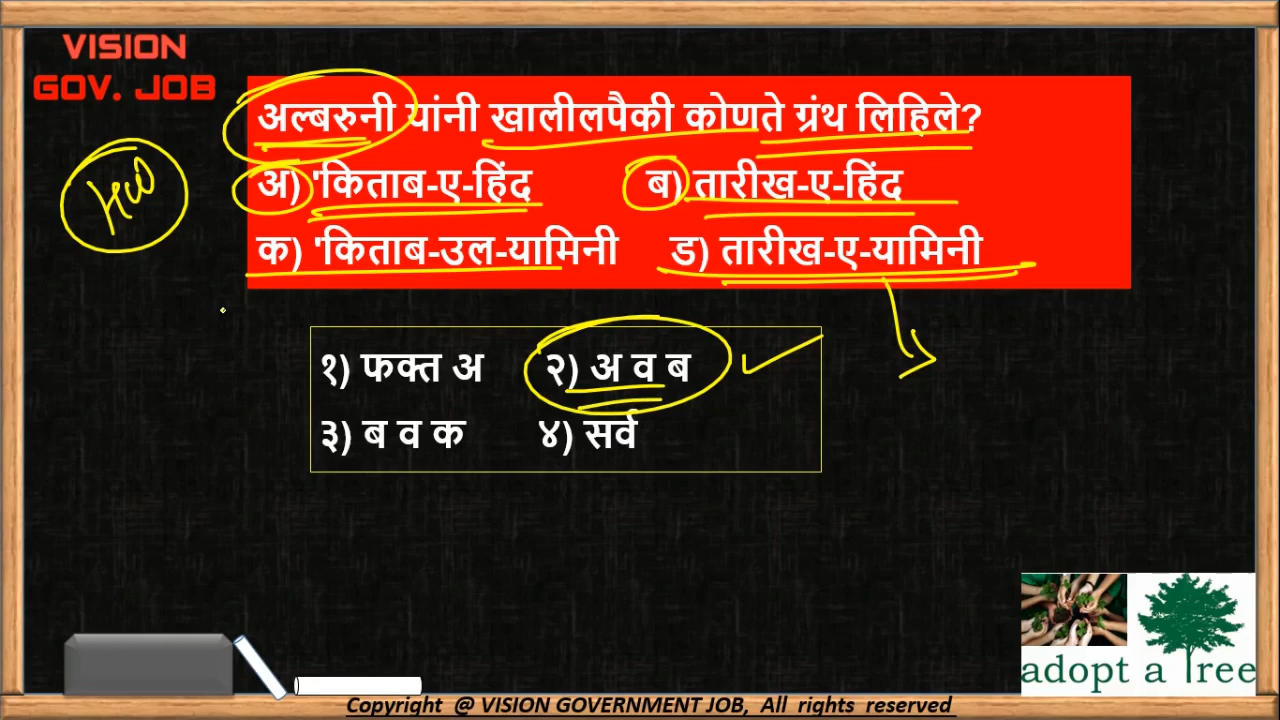 VISION
GOV. JOB
अल्बरुनी यांनी खालीलपैकी कोणते ग्रंथ लिहिले?
अ) 'किताब-ए-हिंद ब) तारीख-ए-हिंद
क) 'किताब-उल-यामिनी ड) तारीख-ए-यामिनी
१) फक्त अ २) अ व ब
३) ब व क ४) सर्व
adopt a Tree
Copyright @ VISION GOVERNMENT JOB, All rights reserved